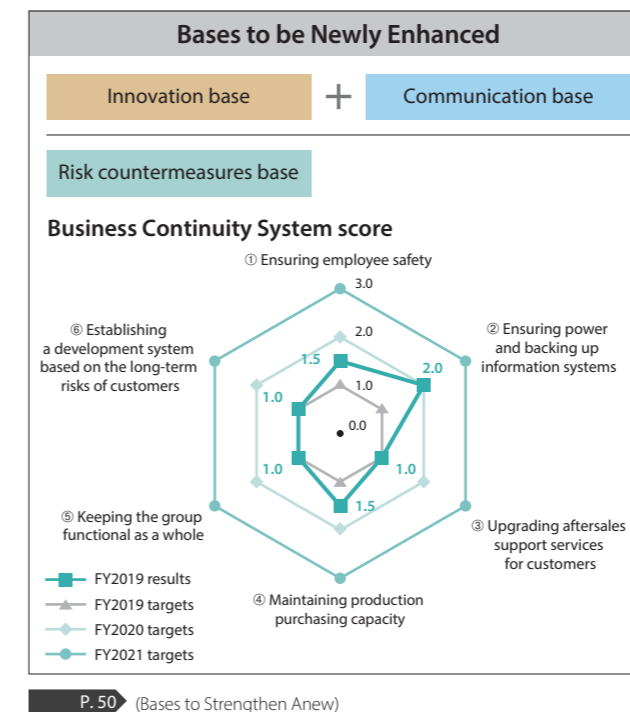 Bases to be Newly Enhanced
Innovation base
+
Communication base
Risk countermeasures base
Business Continuity System score
① Ensuring employee safety
3.0
⑥ Establishing
a development system
based on the long-term
risks of customers
② Ensuring power
and backing up
information systems
2.0
1.5
2.0
1.0
1.0
0.0
1.0
1.0
1.5
⑤ Keeping the group
functional as a whole
③ Upgrading aftersales
support services
for customers
④ Maintaining production
purchasing capacity
FY2019 results
FY2019 targets
FY2020 targets
FY2021 targets
P. 50 (Bases to Strengthen Anew)